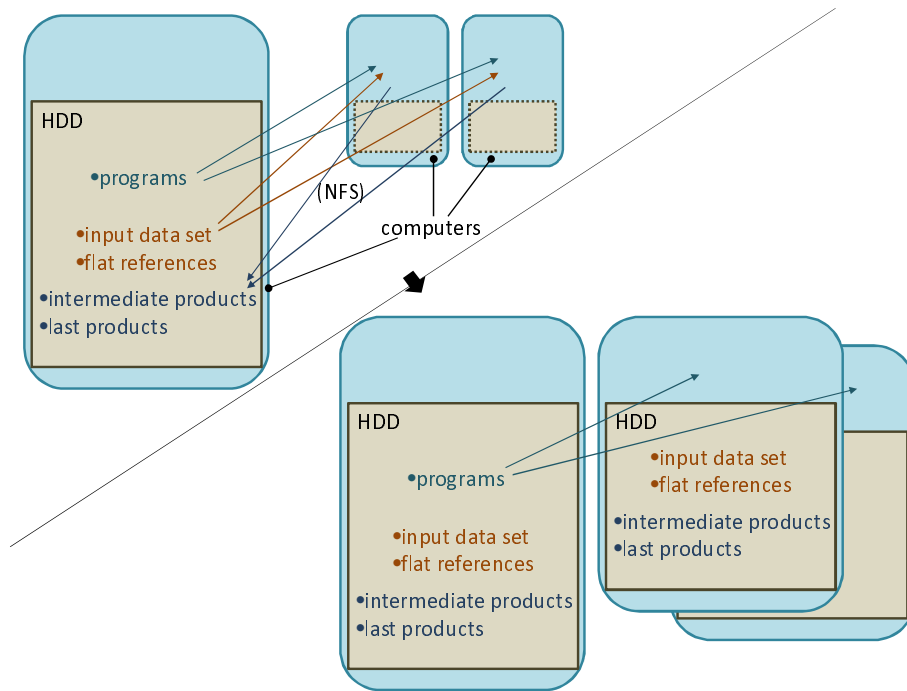 HDD
•programs
(NFS)
•input data set
•flat references
computers
•intermediate products
•last products
HDD
•programs
•input data set
•flat references
•intermediate products
•last products
HDD
•input data set
•flat references
•intermediate products
•last products